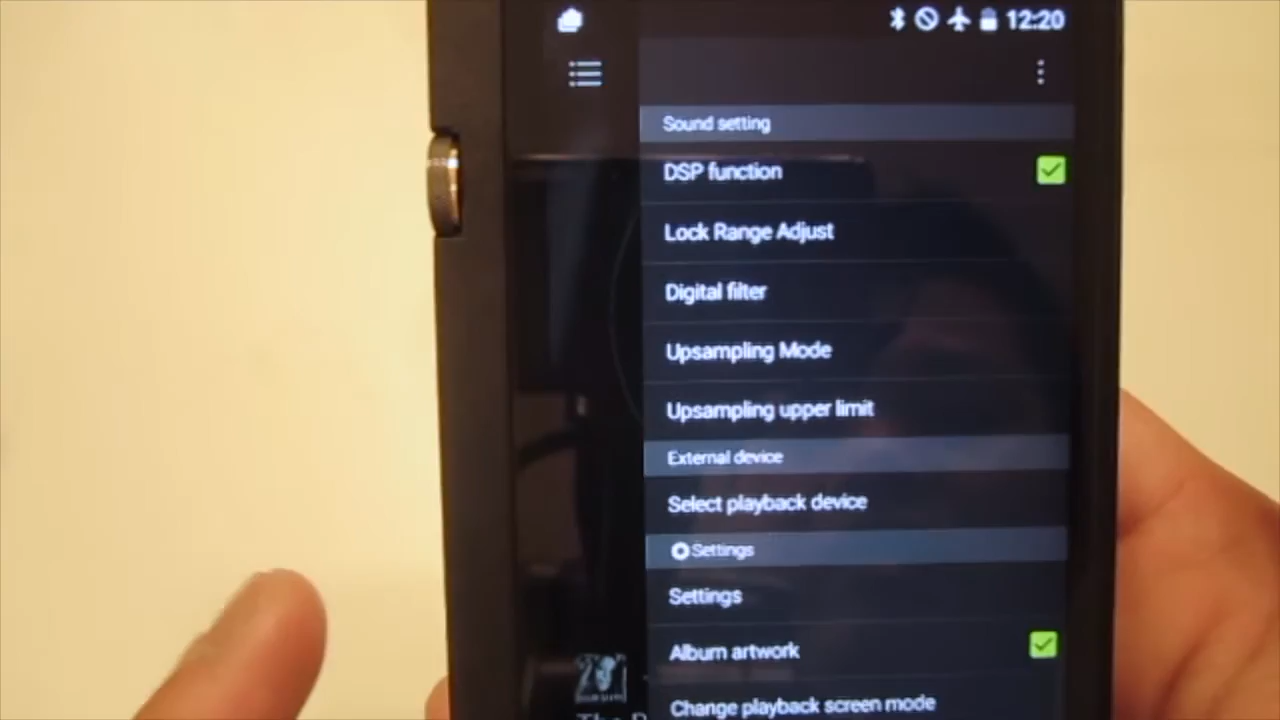 12:20
Sound setting
DSP function
Lock Range Adjust
Digital filter
Upsampling Mode
Upsampling upper limit
External device
Select playback device
Settings
Settings
Album artwork
Change playback screen mode
The